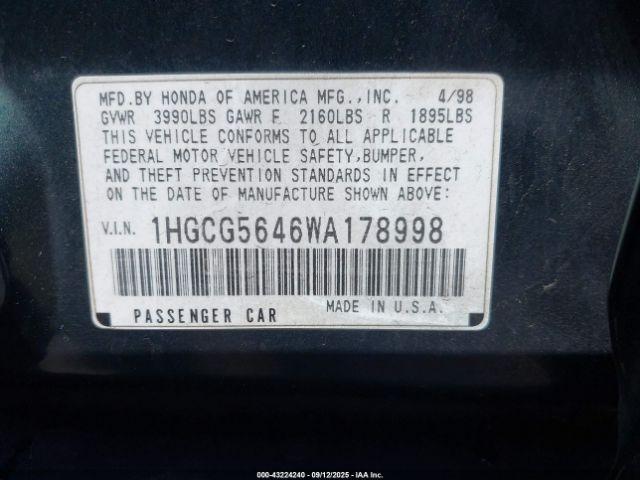 MFD.BY HONDA OF AMERICA MFG.,INC. 4/98
GVWR 3990LBS GAWR F 2160LBS R 1895LBS
THIS VEHICLE CONFORMS TO ALL APPLICABLE
FEDERAL MOTOR VEHICLE SAFETY,BUMPER,
AND THEFT PREVENTION STANDARDS IN EFFECT
ON THE DATE OF MANUFACTURE SHOWN ABOVE:
V.I.N. 1HGCG5646WA178998
PASSENGER CAR MADE IN U.S.A.
000-43224240 - 09/12/2025 - IAA Inc.